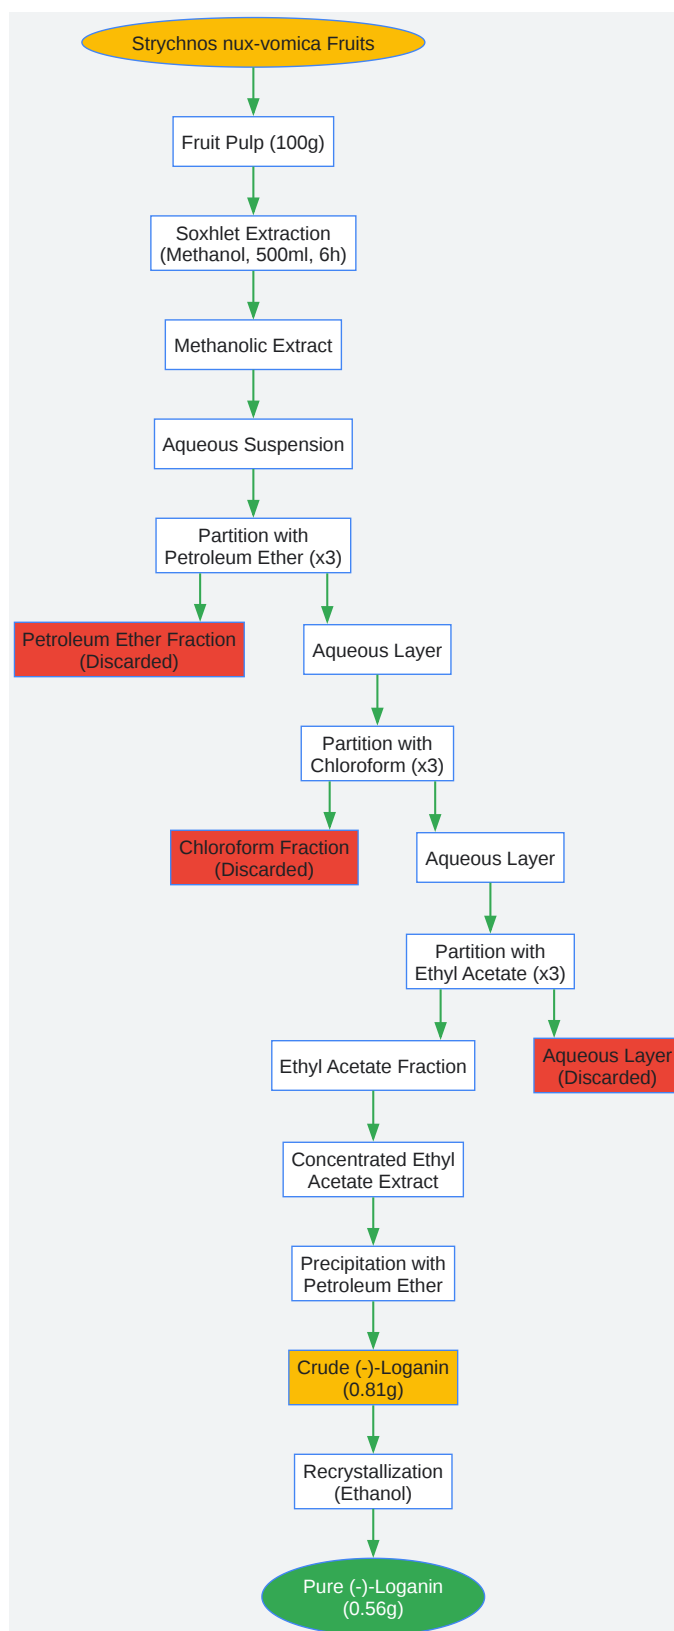 Strychnos nux-vomica Fruits
Fruit Pulp (100g)
Soxhlet Extraction
(Methanol, 500ml, 6h)
Methanolic Extract
Aqueous Suspension
Partition with
Petroleum Ether (x3)
Petroleum Ether Fraction
(Discarded)
Aqueous Layer
Partition with
Chloroform (x3)
Chloroform Fraction
(Discarded)
Aqueous Layer
Partition with
Ethyl Acetate (x3)
Ethyl Acetate Fraction
Aqueous Layer
(Discarded)
Concentrated Ethyl
Acetate Extract
Precipitation with
Petroleum Ether
Crude (-)-Loganin
(0.81g)
Recrystallization
(Ethanol)
Pure (-)-Loganin
(0.56g)